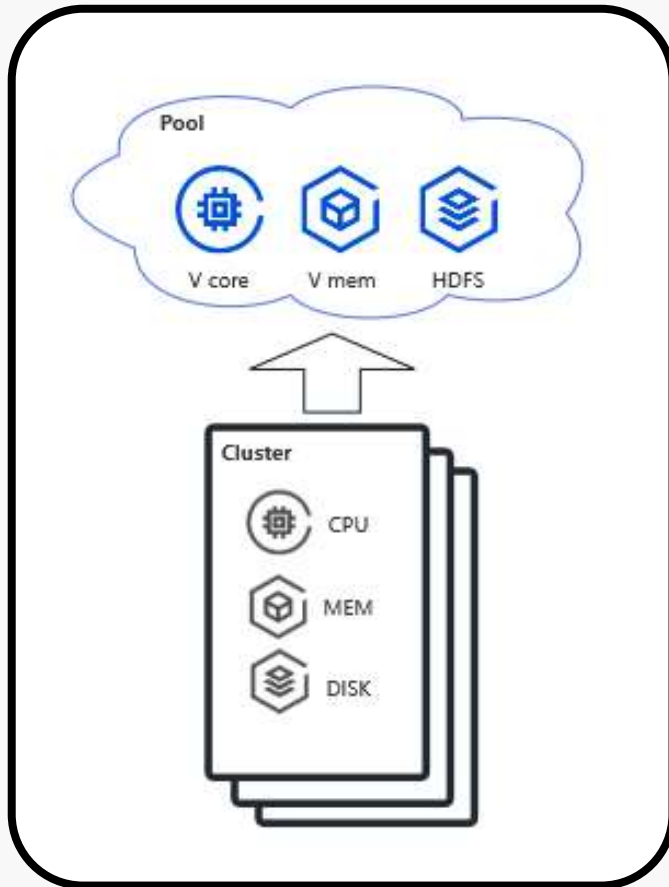 Pool
V core V mem HDFS
Cluster
CPU
MEM
DISK